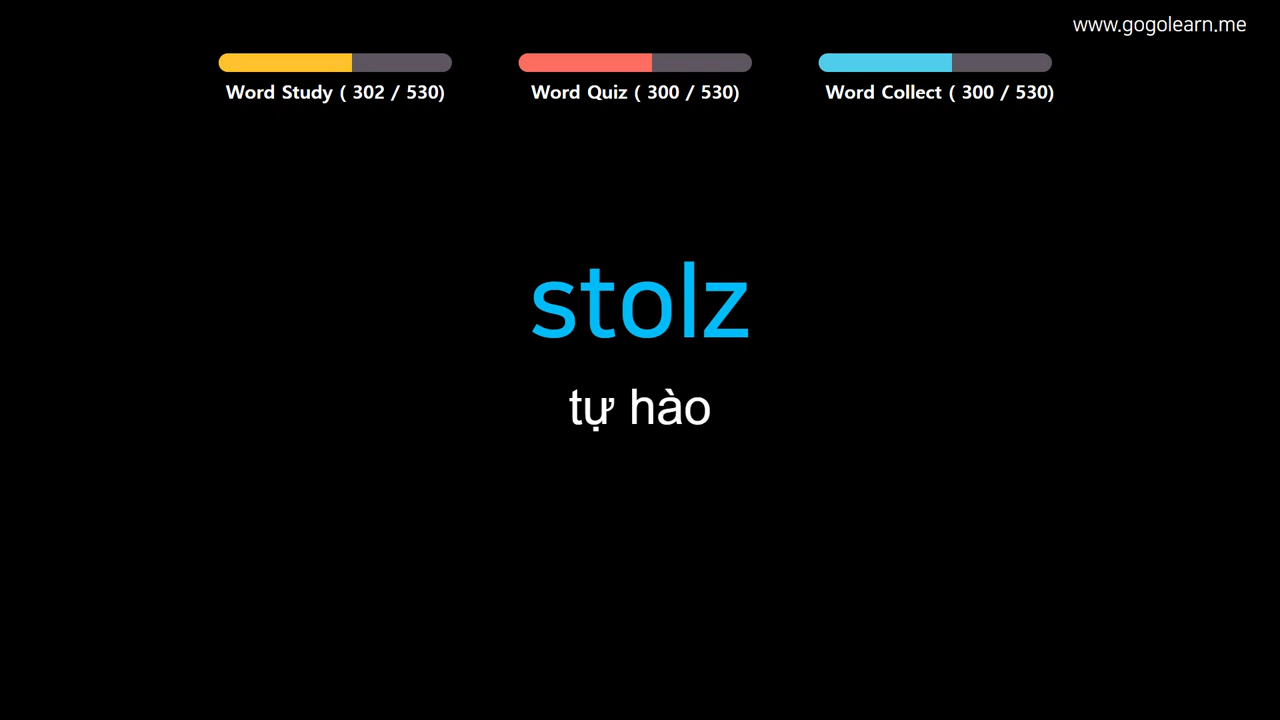 www.gogolearn.me
Word Study ( 302 / 530)
Word Quiz ( 300 / 530)
Word Collect ( 300 / 530)
stolz
tự hào